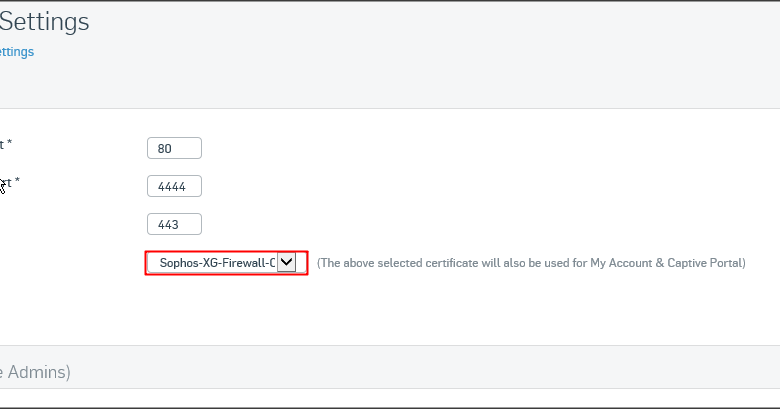 Settings
ettings
t *
80
rt *
4444
443
Sophos-XG-Firewall-C (The above selected certificate will also be used for My Account & Captive Portal)
e Admins)